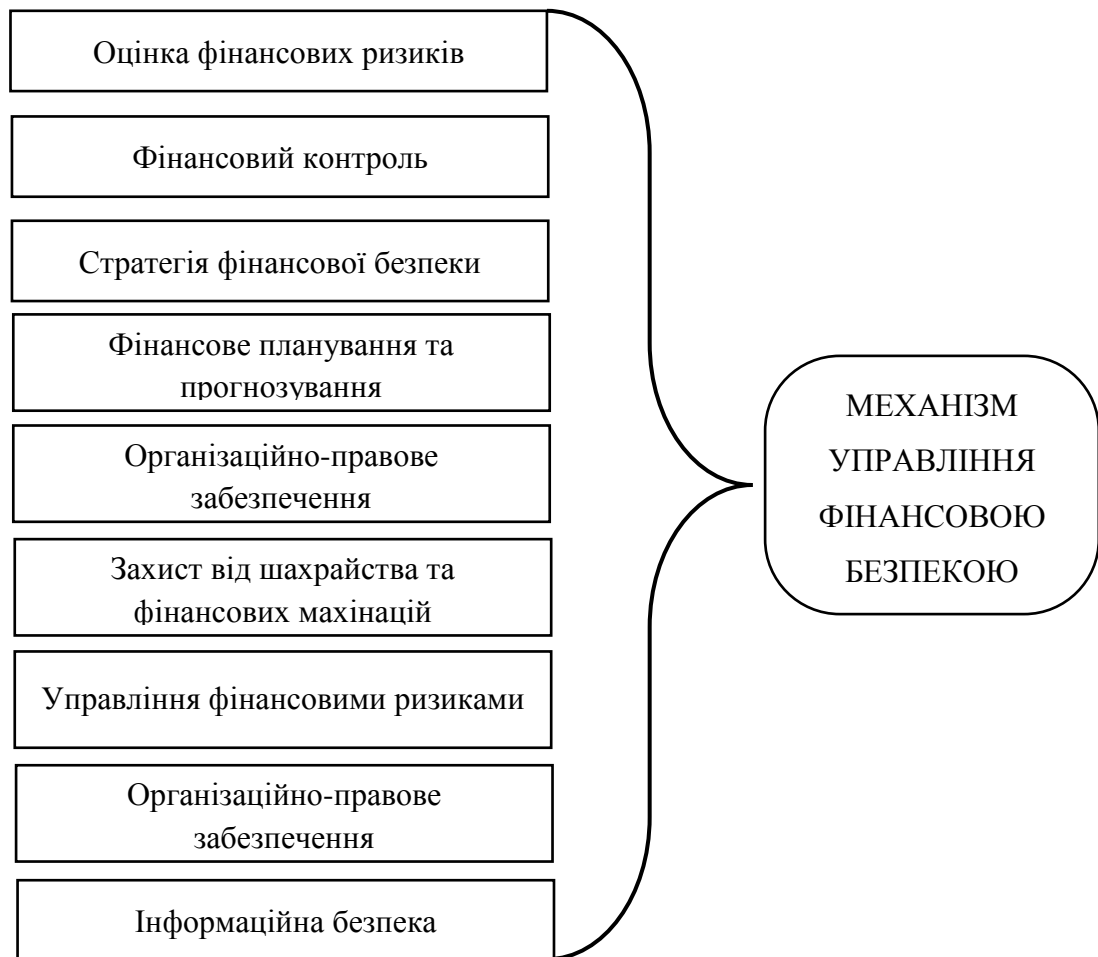 Оцінка фінансових ризиків
Фінансовий контроль
Стратегія фінансової безпеки
Фінансове планування та
прогнозування
Організаційно-правове
забезпечення
Захист від шахрайства та
фінансових махінацій
Управління фінансовими ризиками
Організаційно-правове
забезпечення
Інформаційна безпека
МЕХАНІЗМ
УПРАВЛІННЯ
ФІНАНСОВОЮ
БЕЗПЕКОЮ